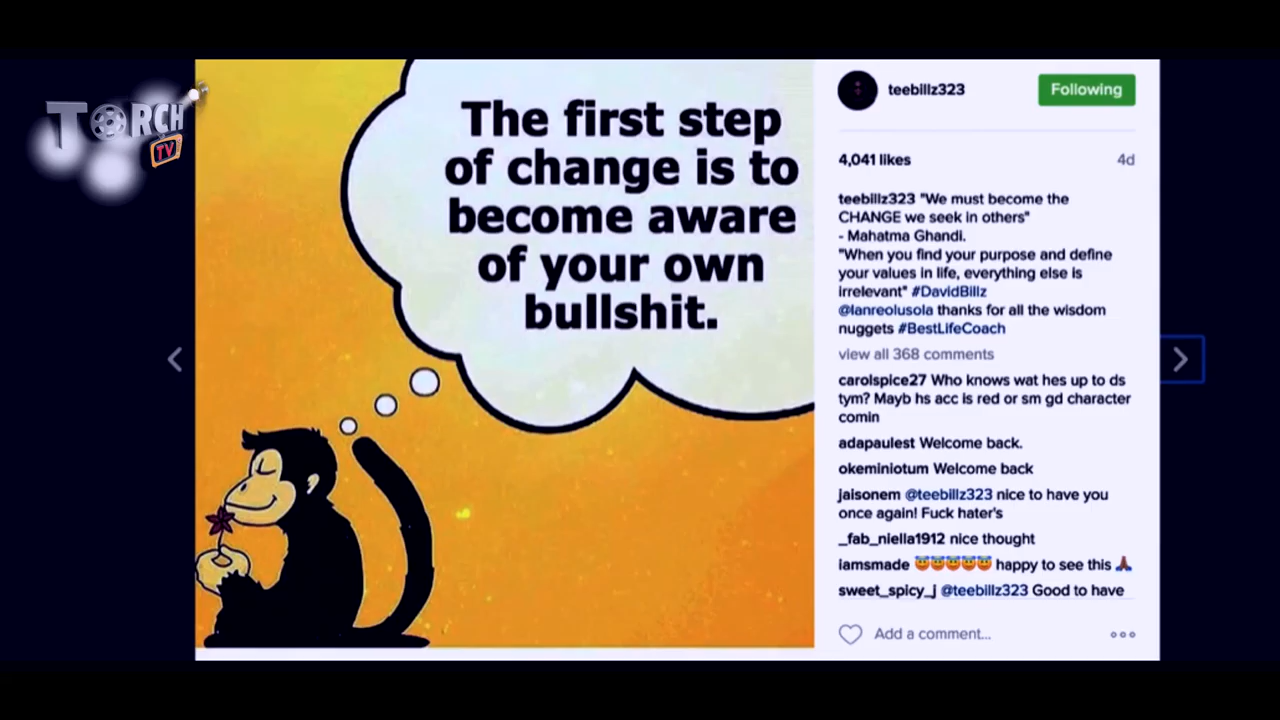 TORCH
TV
The first step
of change is to
become aware
of your own
bullshit.
teebillz323
Following
4,041 likes
4d
teebillz323 "We must become the
CHANGE we seek in others"
- Mahatma Ghandi.
"When you find your purpose and define
your values in life, everything else is
irrelevant" #DavidBillz
@lanreolusola thanks for all the wisdom
nuggets #BestLifeCoach
view all 368 comments
carolspice27 Who knows wat hes up to ds
tym? Mayb hs acc is red or sm gd character
comin
adapaulest Welcome back.
okeminiotum Welcome back
jaisonem @teebillz323 nice to have you
once again! Fuck hater's
_fab_niella1912 nice thought
iamsmade 😇😇😇😇😇 happy to see this 🙏🏿
sweet_spicy_j @teebillz323 Good to have
Add a comment...